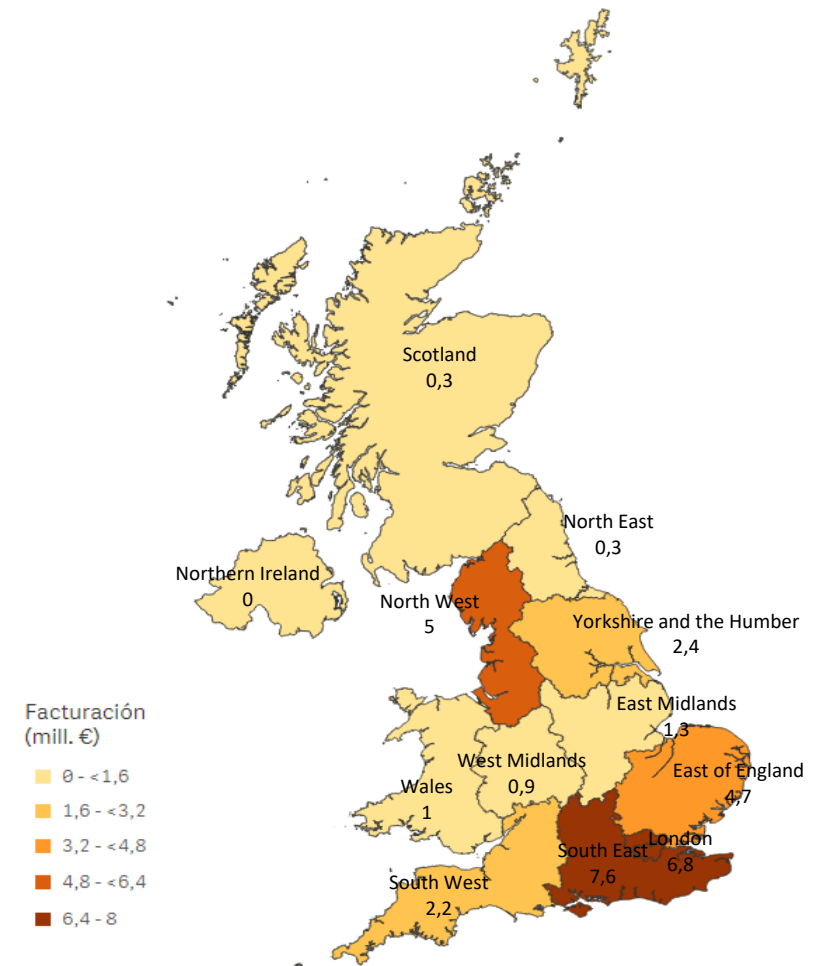 Scotland
0,3
North East
0,3
Northern Ireland
0
North West
5
Yorkshire and the Humber
2,4
East Midlands
1,3
West Midlands
0,9
East of England
4,7
Wales
1
London
6,8
South East
7,6
South West
2,2
Facturación
(mill. €)
0 - <1,6
1,6 - <3,2
3,2 - <4,8
4,8 - <6,4
6,4 - 8